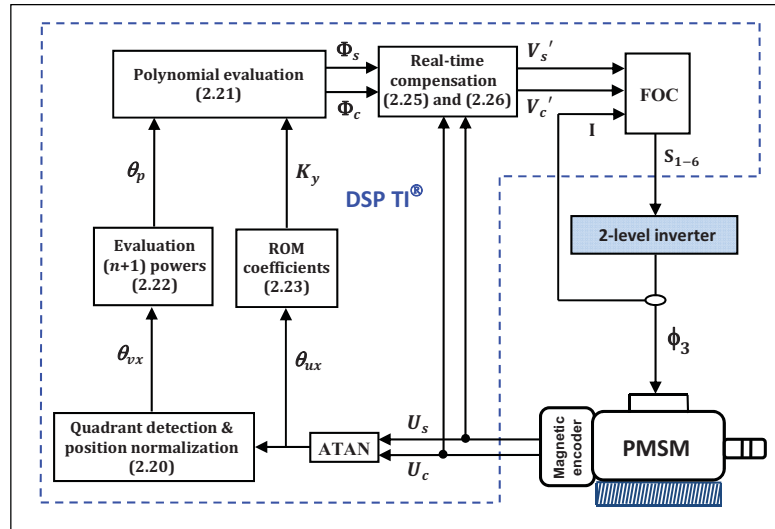 Polynomial evaluation
(2.21)
Φs
Φc
Real-time
compensation
(2.25) and (2.26)
Vs′
Vc′
I
FOC
S1−6
θp
Ky
DSP TI®
2-level inverter
Evaluation
(n+1) powers
(2.22)
ROM
coefficients
(2.23)
θvx
θux
ϕ3
Quadrant detection &
position normalization
(2.20)
ATAN
Us
Uc
Magnetic
encoder
PMSM